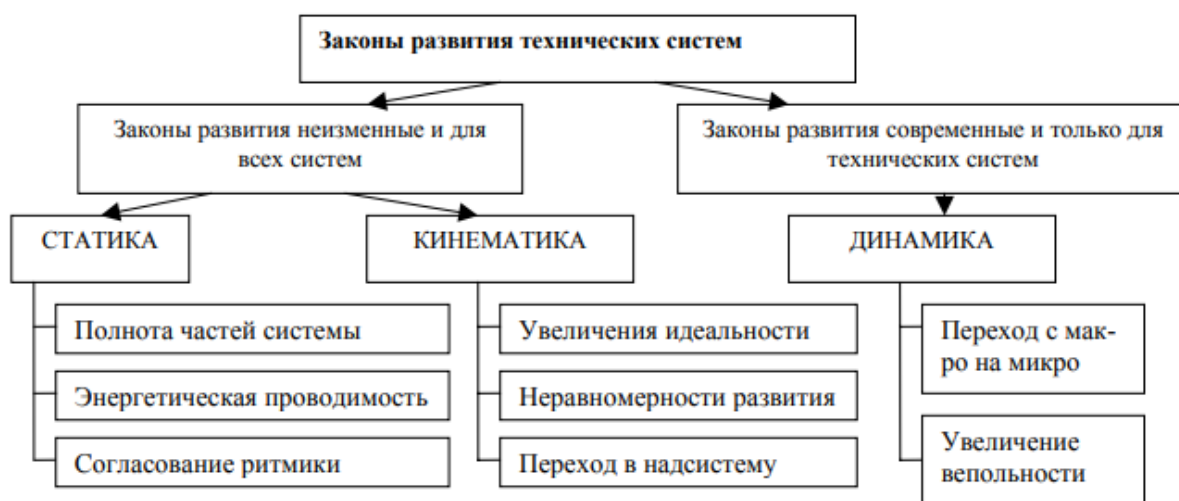 Законы развития технических систем
Законы развития неизменные и для
всех систем
Законы развития современные и только для
технических систем
СТАТИКА
КИНЕМАТИКА
ДИНАМИКА
Полнота частей системы
Энергетическая проводимость
Согласование ритмики
Увеличения идеальности
Неравномерности развития
Переход в надсистему
Переход с мак-
ро на микро
Увеличение
вепольности